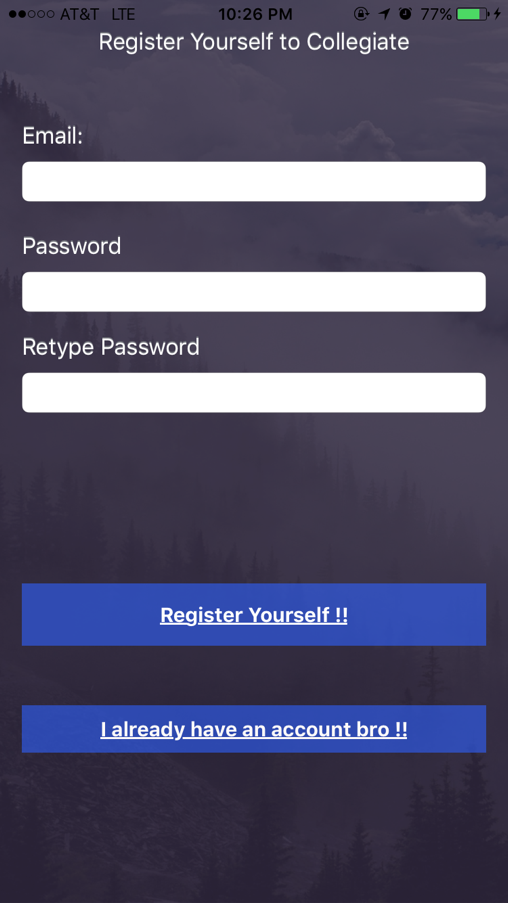 AT&T LTE 10:26 PM 77%
Register Yourself to Collegiate
Email:
Password
Retype Password
Register Yourself !!
I already have an account bro !!